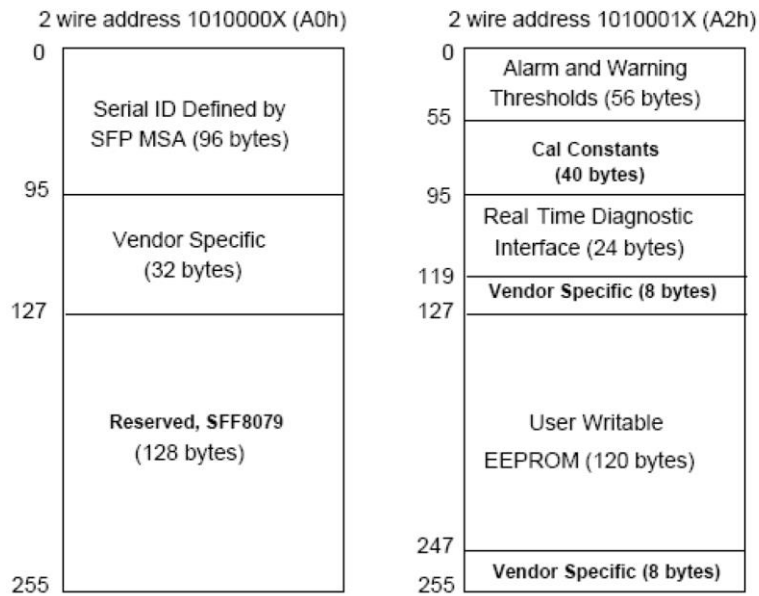 2 wire address 1010000X (A0h)
0
Serial ID Defined by
SFP MSA (96 bytes)
95
Vendor Specific
(32 bytes)
127
Reserved, SFF8079
(128 bytes)
255
2 wire address 1010001X (A2h)
0
Alarm and Warning
Thresholds (56 bytes)
55
Cal Constants
(40 bytes)
95
Real Time Diagnostic
Interface (24 bytes)
119
Vendor Specific (8 bytes)
127
User Writable
EEPROM (120 bytes)
247
Vendor Specific (8 bytes)
255